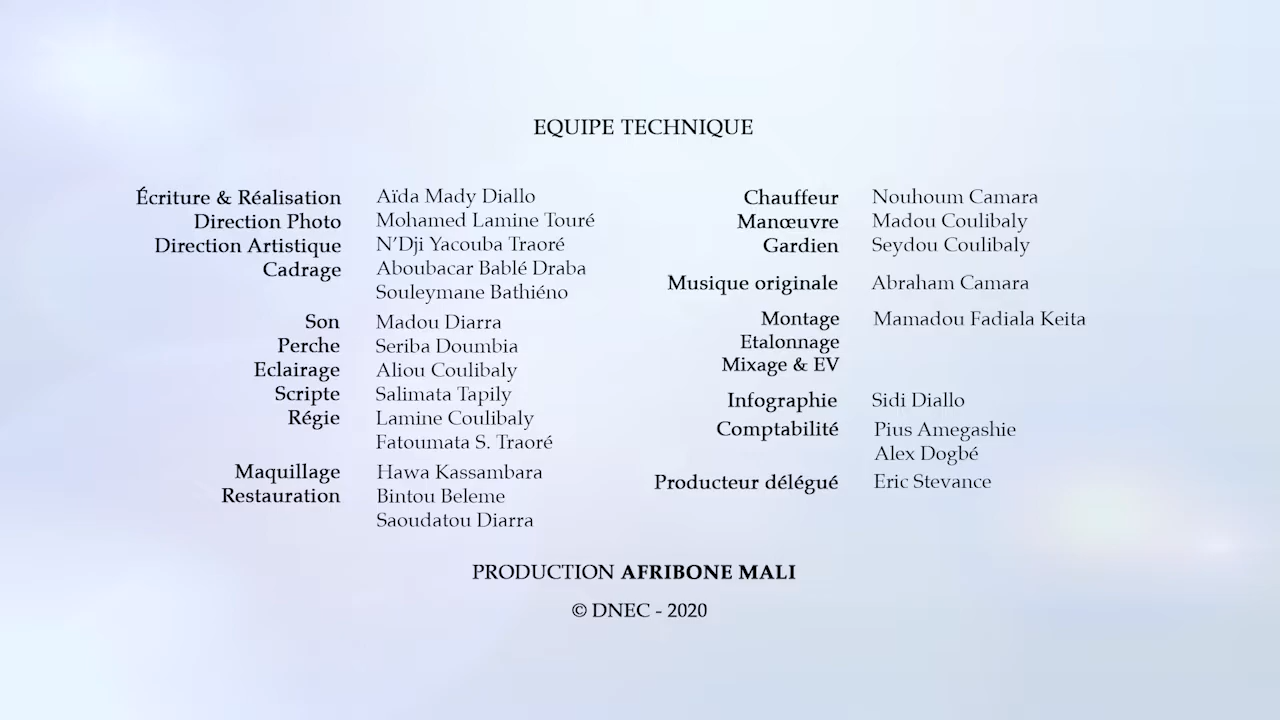 EQUIPE TECHNIQUE
Écriture & Réalisation Aïda Mady Diallo
Direction Photo Mohamed Lamine Touré
Direction Artistique N'Dji Yacouba Traoré
Cadrage Aboubacar Bablé Draba
Souleymane Bathiéno
Son Madou Diarra
Perche Seriba Doumbia
Eclairage Aliou Coulibaly
Scripte Salimata Tapily
Régie Lamine Coulibaly
Fatoumata S. Traoré
Maquillage Hawa Kassambara
Restauration Bintou Beleme
Saoudatou Diarra
Chauffeur Nouhoum Camara
Manœuvre Madou Coulibaly
Gardien Seydou Coulibaly
Musique originale Abraham Camara
Montage Mamadou Fadiala Keita
Etalonnage
Mixage & EV
Infographie Sidi Diallo
Comptabilité Pius Amegashie
Alex Dogbé
Producteur délégué Eric Stevance
PRODUCTION AFRIBONE MALI
© DNEC - 2020